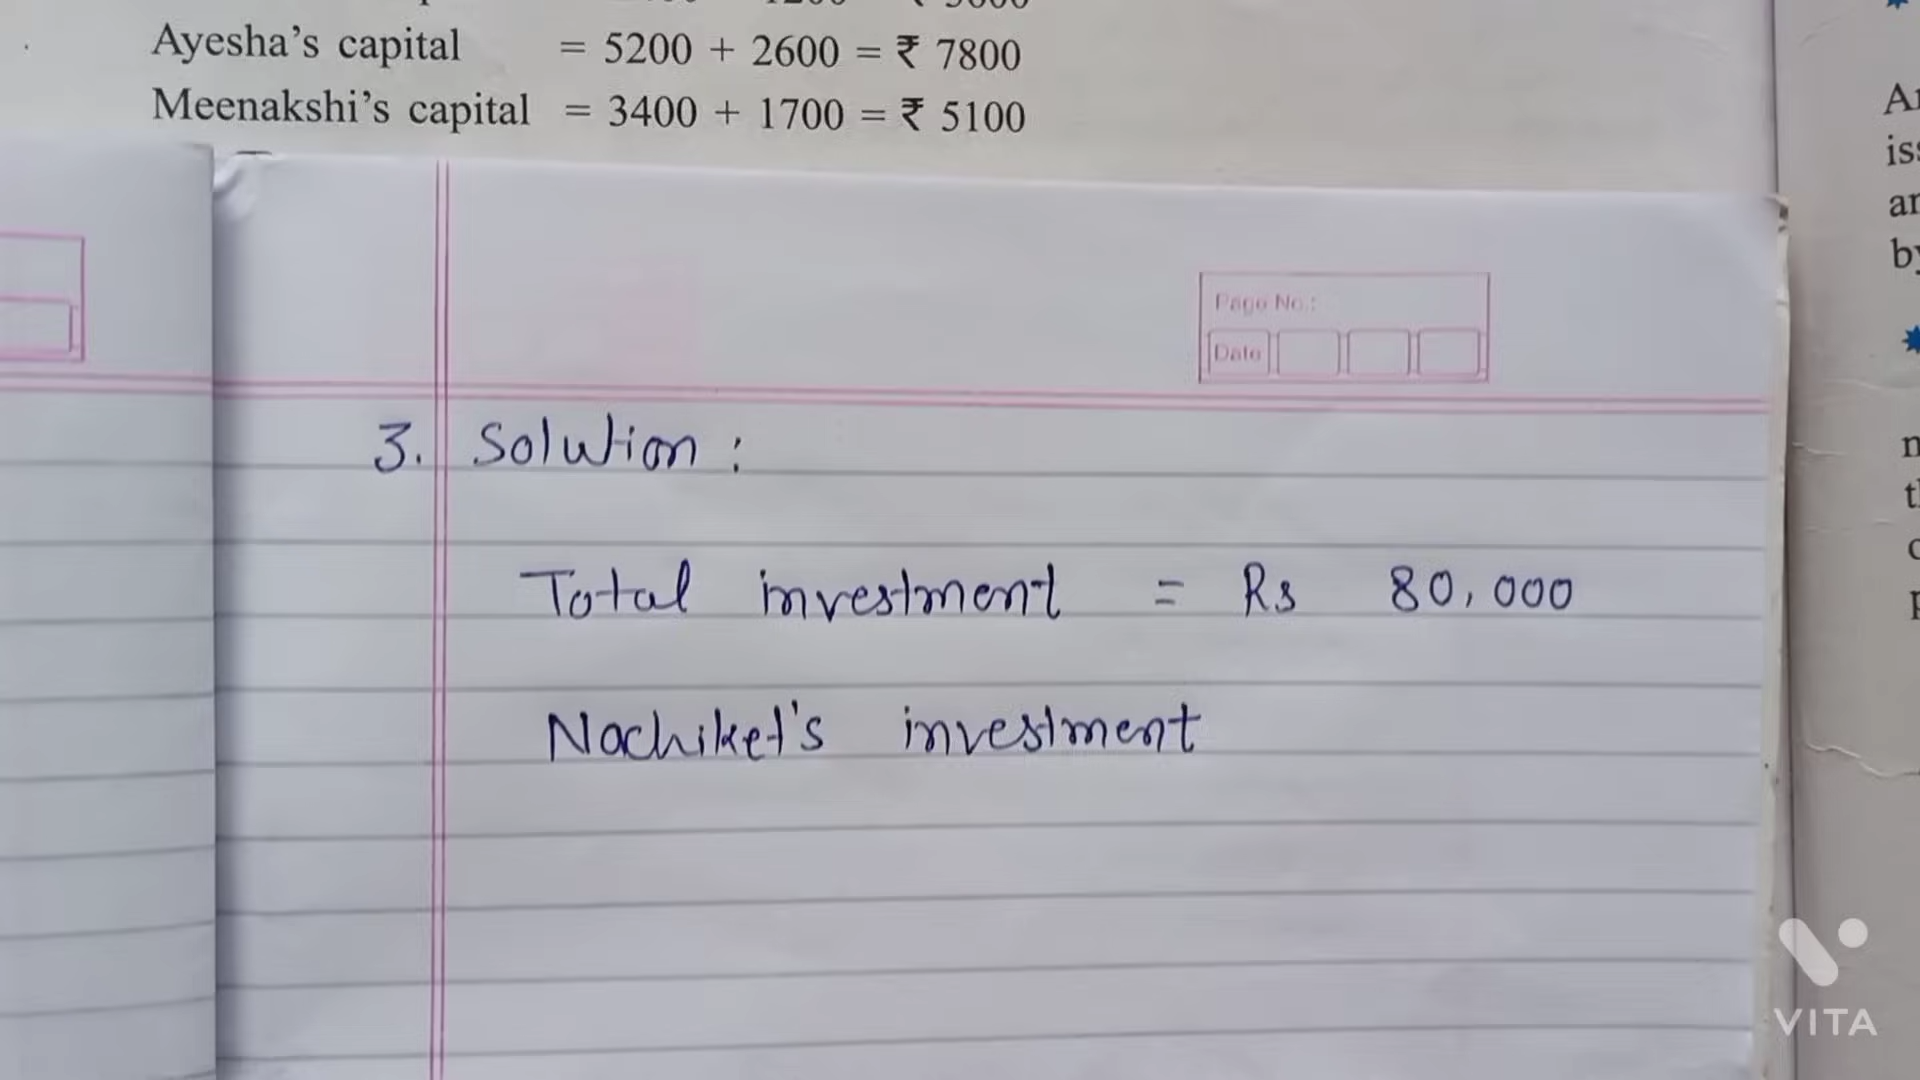 Ayesha's capital = 5200 + 2600 = ₹ 7800
Meenakshi's capital = 3400 + 1700 = ₹ 5100
Page No.:
Date
3. Solution :
Total investment = Rs 80,000
Nachiket's investment
VITA